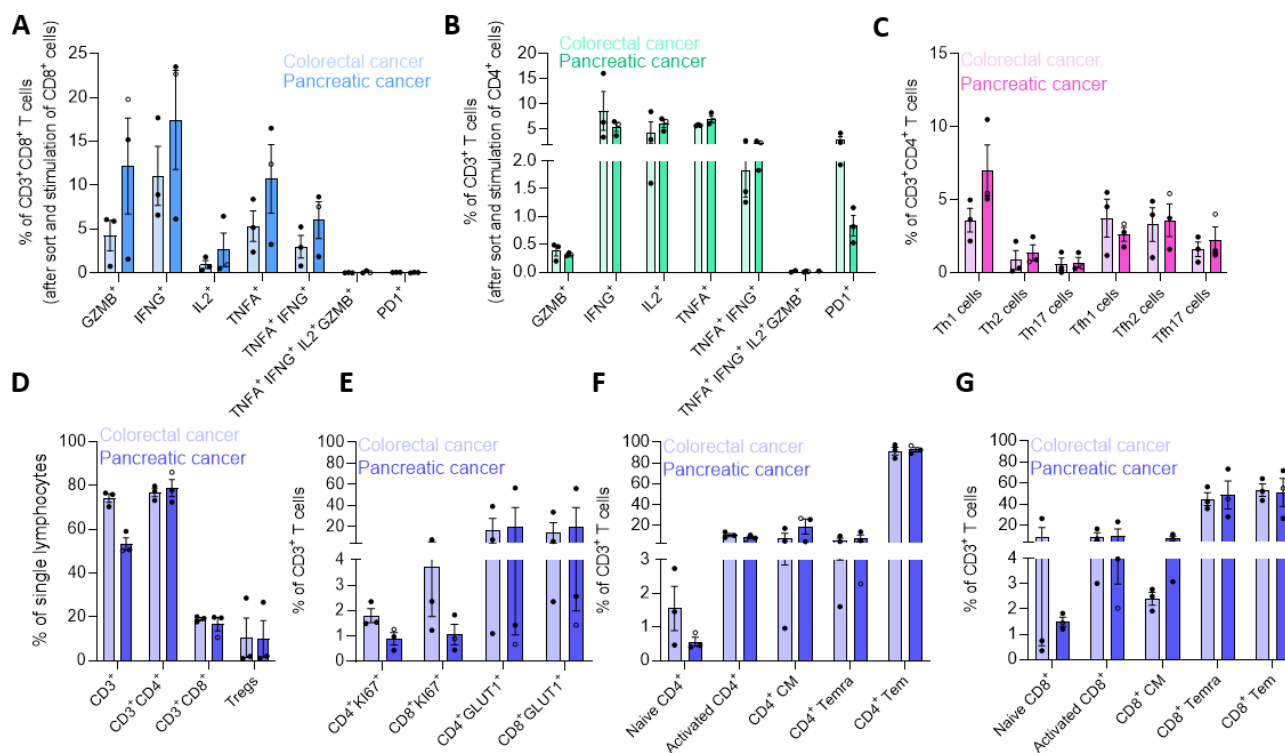 A
% of CD3⁺CD8⁺ T cells
(after sort and stimulation of CD8⁺ cells)
25
20
15
10
5
0
Colorectal cancer
Pancreatic cancer
GZMB⁺
IFNG⁺
IL2⁺
TNFA⁺
TNFA⁺ IFNG⁺
TNFA⁺ IFNG⁺ IL2⁺ GZMB⁺
PD1⁺
B
% of CD3⁺ T cells
(after sort and stimulation of CD4⁺ cells)
25
20
15
10
5
2.0
1.5
1.0
0.5
0.0
Colorectal cancer
Pancreatic cancer
GZMB⁺
IFNG⁺
IL2⁺
TNFA⁺
TNFA⁺ IFNG⁺
TNFA⁺ IFNG⁺ IL2⁺ GZMB⁺
PD1⁺
C
% of CD3⁺CD4⁺ T cells
15
10
5
0
Colorectal cancer
Pancreatic cancer
Th1 cells
Th2 cells
Th17 cells
Tfh1 cells
Tfh2 cells
Tfh17 cells
D
% of single lymphocytes
100
80
60
40
20
0
Colorectal cancer
Pancreatic cancer
CD3⁺
CD3⁺CD4⁺
CD3⁺CD8⁺
Tregs
E
% of CD3⁺ T cells
100
80
60
40
20
4
3
2
1
0
Colorectal cancer
Pancreatic cancer
CD4⁺KI67⁺
CD8⁺KI67⁺
CD4⁺GLUT1⁺
CD8⁺GLUT1⁺
F
% of CD3⁺ T cells
100
80
60
40
20
3
2
1
0
Colorectal cancer
Pancreatic cancer
Naive CD4⁺
Activated CD4⁺
CD4⁺ CM
CD4⁺ Temra
CD4⁺ Tem
G
% of CD3⁺ T cells
100
80
60
40
20
4
3
2
1
0
Colorectal cancer
Pancreatic cancer
Naive CD8⁺
Activated CD8⁺
CD8⁺ CM
CD8⁺ Temra
CD8⁺ Tem